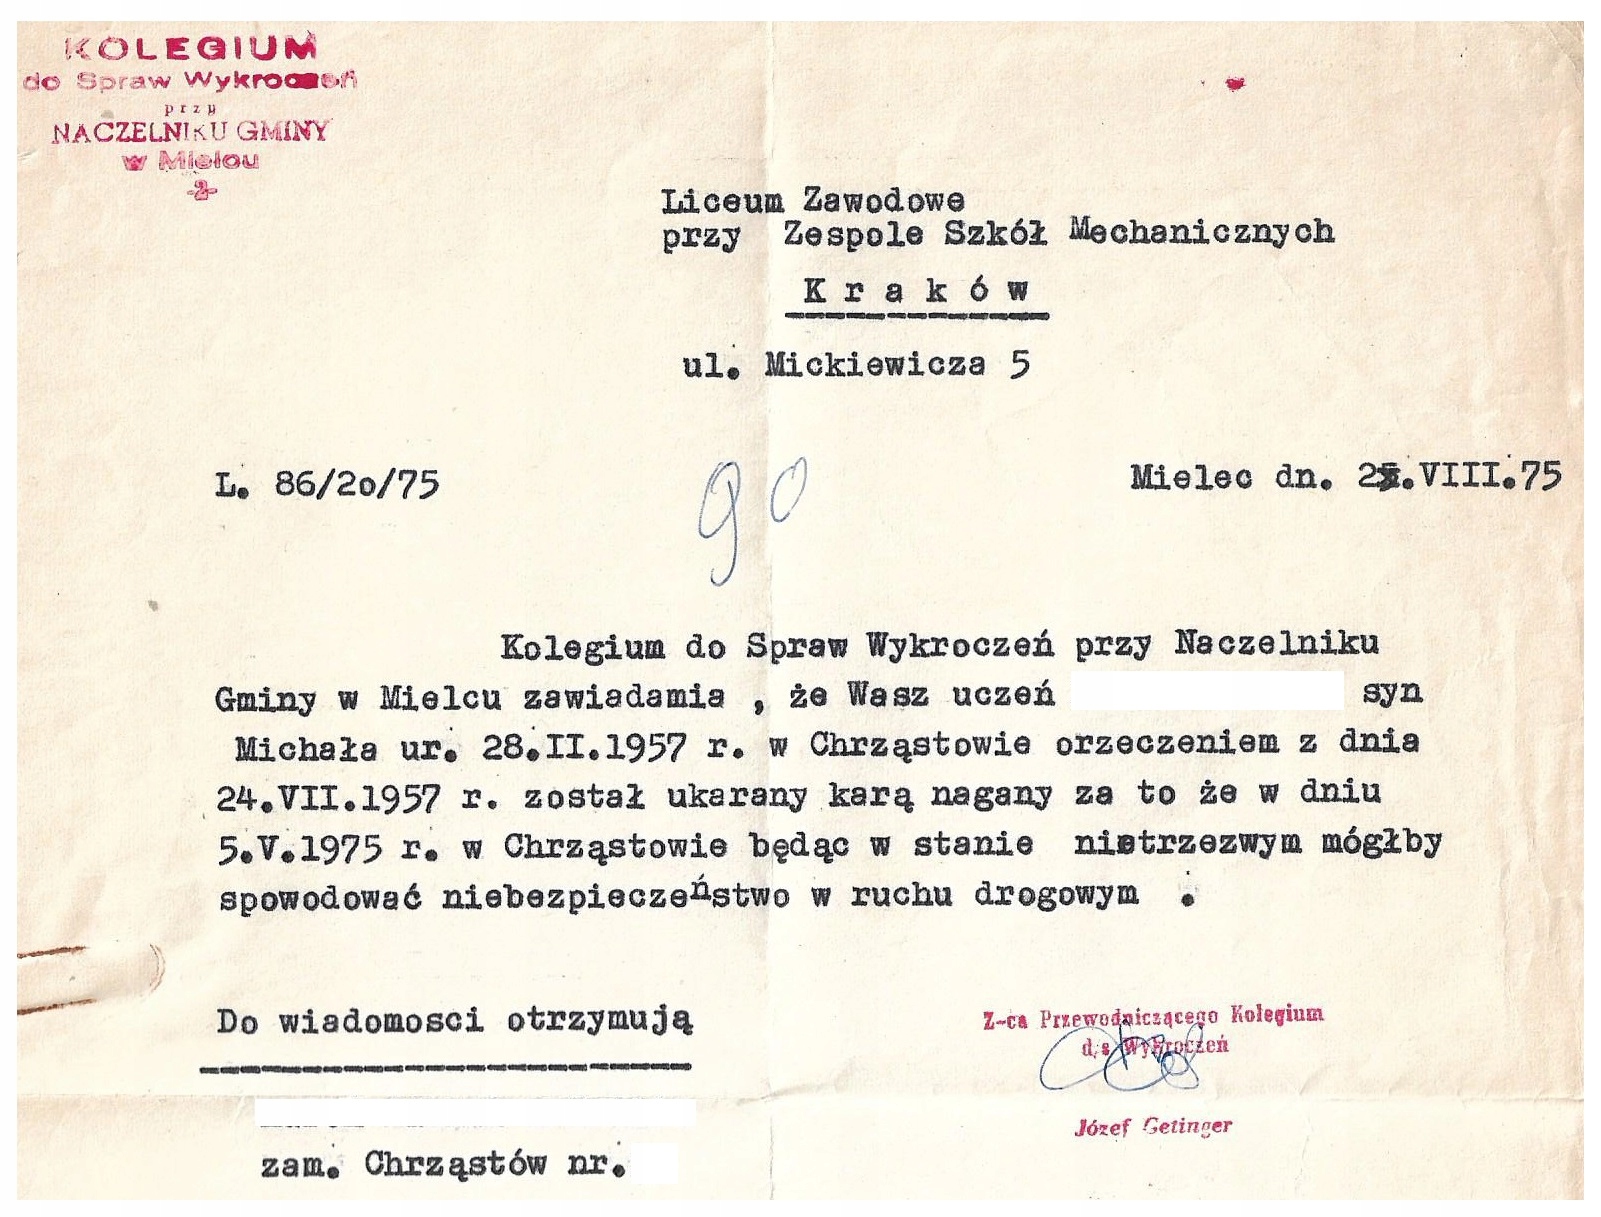 KOLEGIUM
do Spraw Wykroczeń
przy
NACZELNIKU GMINY
w Mielcu
-2-
Liceum Zawodowe
przy Zespole Szkół Mechanicznych
Kraków
ul. Mickiewicza 5
L. 86/2o/75
90
Mielec dn. .VIII.75
Kolegium do Spraw Wykroczeń przy Naczelniku
Gminy w Mielcu zawiadamia , że Wasz uczeń syn
Michała ur. 28.II.1957 r. w Chrząstowie orzeczeniem z dnia
24.VII.1957 r. został ukarany karą nagany za to że w dniu
5.V.1975 r. w Chrząstowie będąc w stanie nietrzezwym mógłby
spowodować niebezpieczeństwo w ruchu drogowym .
Do wiadomosci otrzymują
Z-ca Przewodniczącego Kolegium
d/s Wykroczeń
Józef Getinger
zam. Chrząstów nr.